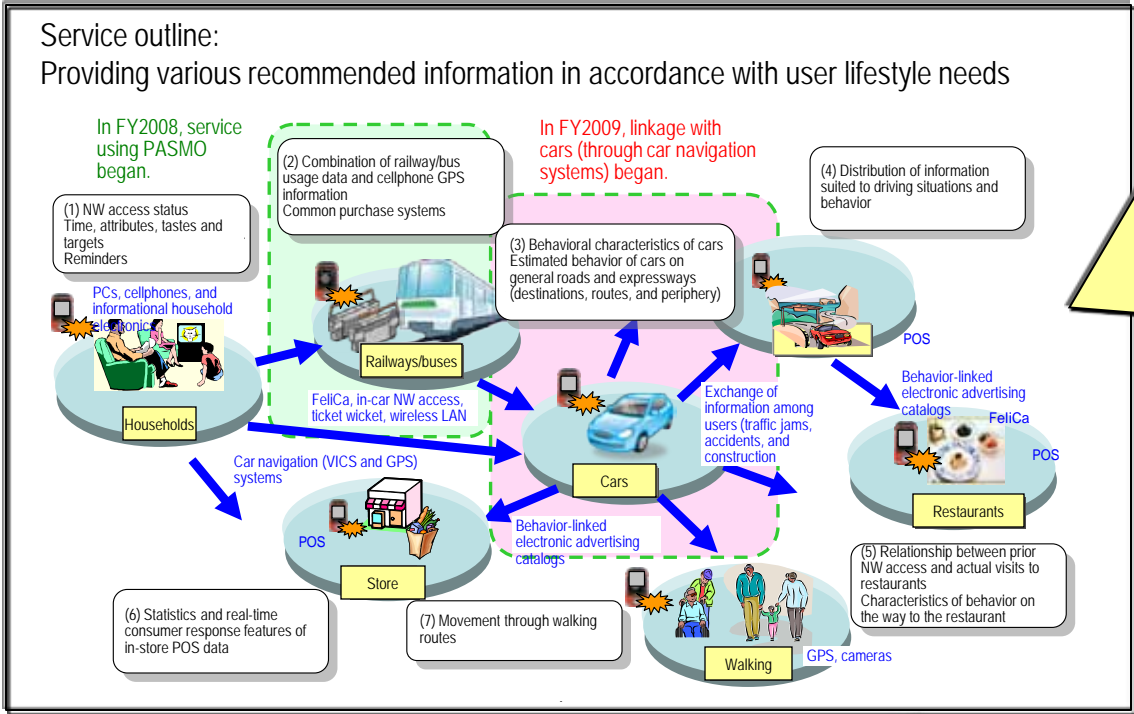 Service outline:
Providing various recommended information in accordance with user lifestyle needs
In FY2008, service
using PASMO
began.
In FY2009, linkage with
cars (through car navigation
systems) began.
(1) NW access status
Time, attributes, tastes and
targets
Reminders
(2) Combination of railway/bus
usage data and cellphone GPS
information
Common purchase systems
(3) Behavioral characteristics of cars
Estimated behavior of cars on
general roads and expressways
(destinations, routes, and periphery)
(4) Distribution of information
suited to driving situations and
behavior
PCs, cellphones, and
informational household
electronics
Households
Railways/buses
FeliCa, in-car NW access,
ticket wicket, wireless LAN
POS
Behavior-linked
electronic advertising
catalogs
FeliCa
POS
Restaurants
Exchange of
information among
users (traffic jams,
accidents, and
construction
Cars
Car navigation (VICS and GPS)
systems
POS
Store
Behavior-linked
electronic advertising
catalogs
(5) Relationship between prior
NW access and actual visits to
restaurants
Characteristics of behavior on
the way to the restaurant
(6) Statistics and real-time
consumer response features of
in-store POS data
(7) Movement through walking
routes
Walking
GPS, cameras